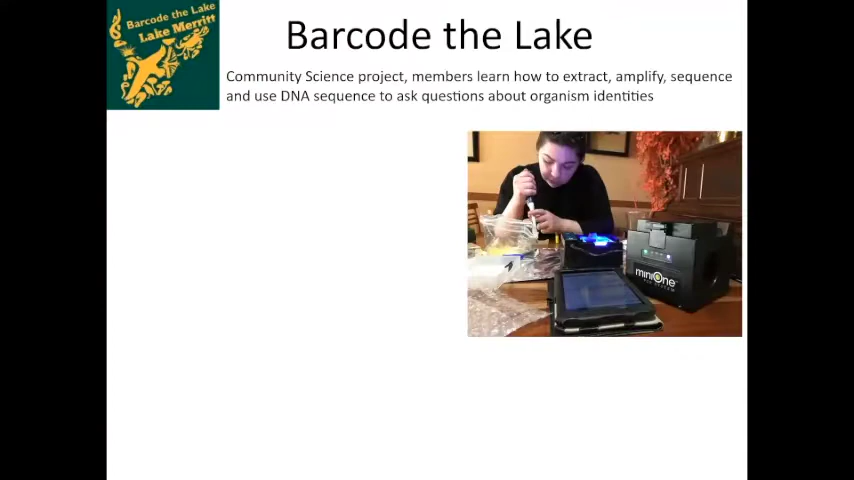 Barcode the Lake
Lake Merritt
Barcode the Lake
Community Science project, members learn how to extract, amplify, sequence
and use DNA sequence to ask questions about organism identities
miniOne